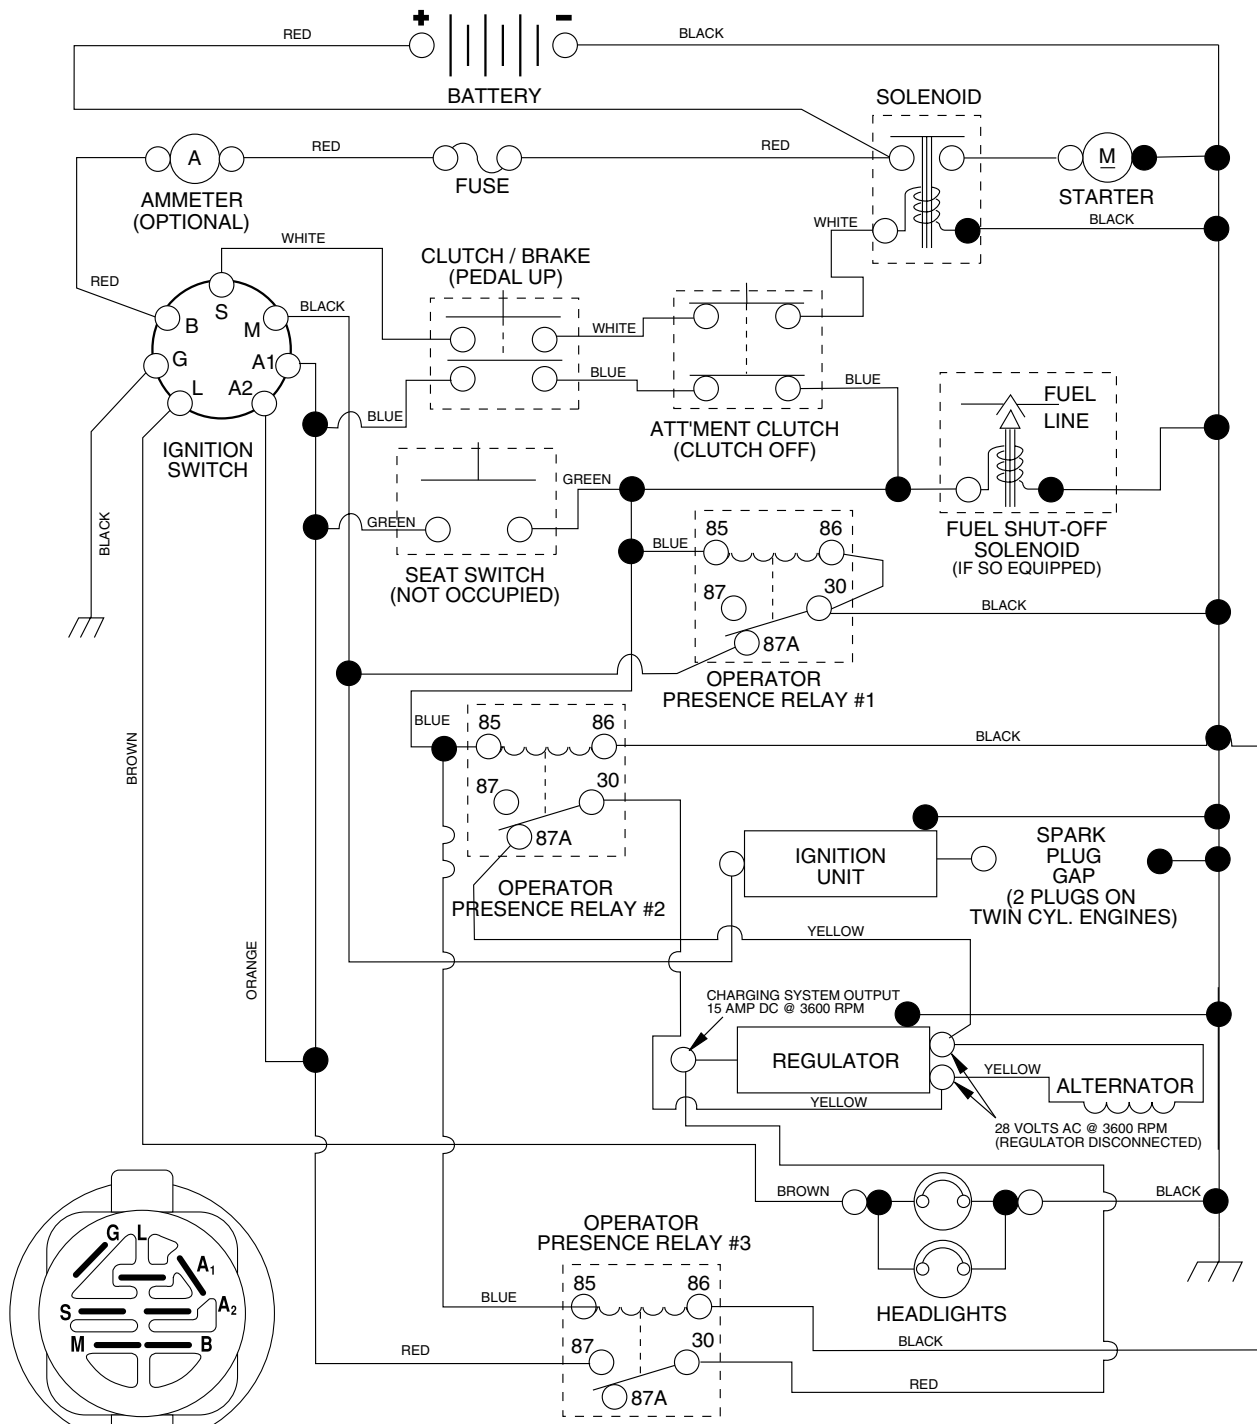 +
-
RED
BLACK
BATTERY
SOLENOID
A
RED
RED
M
FUSE
AMMETER
(OPTIONAL)
STARTER
WHITE
BLACK
WHITE
CLUTCH / BRAKE
(PEDAL UP)
RED
S
BLACK
B
M
WHITE
G
A1
L
A2
BLUE
BLUE
FUEL
LINE
BLUE
IGNITION
SWITCH
ATT'MENT CLUTCH
(CLUTCH OFF)
GREEN
GREEN
BLACK
85
86
BLUE
FUEL SHUT-OFF
SOLENOID
(IF SO EQUIPPED)
SEAT SWITCH
(NOT OCCUPIED)
87
30
BLACK
87A
OPERATOR
PRESENCE RELAY #1
BLUE
85
86
BLACK
BROWN
87
30
87A
IGNITION
UNIT
SPARK
PLUG
GAP
(2 PLUGS ON
TWIN CYL. ENGINES)
OPERATOR
PRESENCE RELAY #2
YELLOW
ORANGE
CHARGING SYSTEM OUTPUT
15 AMP DC @ 3600 RPM
REGULATOR
YELLOW
ALTERNATOR
YELLOW
28 VOLTS AC @ 3600 RPM
(REGULATOR DISCONNECTED)
BROWN
BLACK
OPERATOR
PRESENCE RELAY #3
G L
A1
S
A2
M
B
BLUE
85
86
HEADLIGHTS
RED
87
30
BLACK
RED
87A